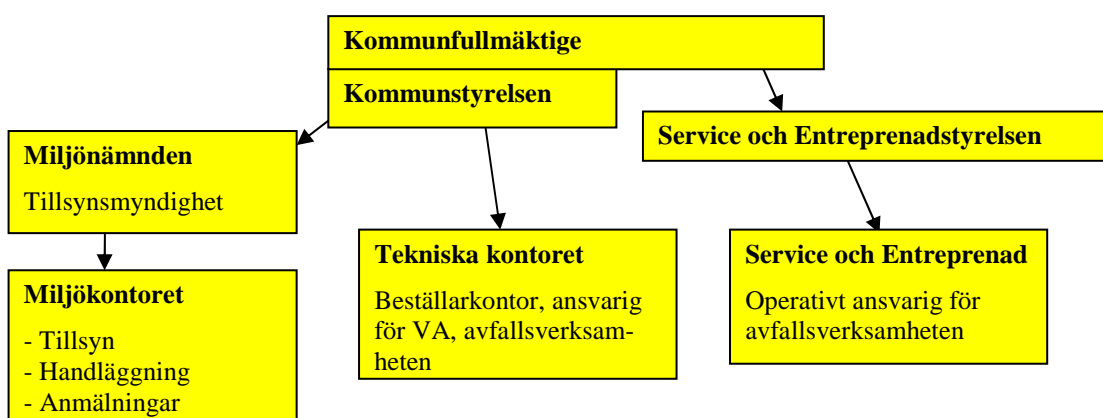 Kommunfullmäktige
Kommunstyrelsen
Service och Entreprenadstyrelsen
Miljönämnden
Tillsynsmyndighet
Tekniska kontoret
Beställarkontor, ansvarig
för VA, avfallsverksam-
heten
Service och Entreprenad
Operativt ansvarig för
avfallsverksamheten
Miljökontoret
- Tillsyn
- Handläggning
- Anmälningar